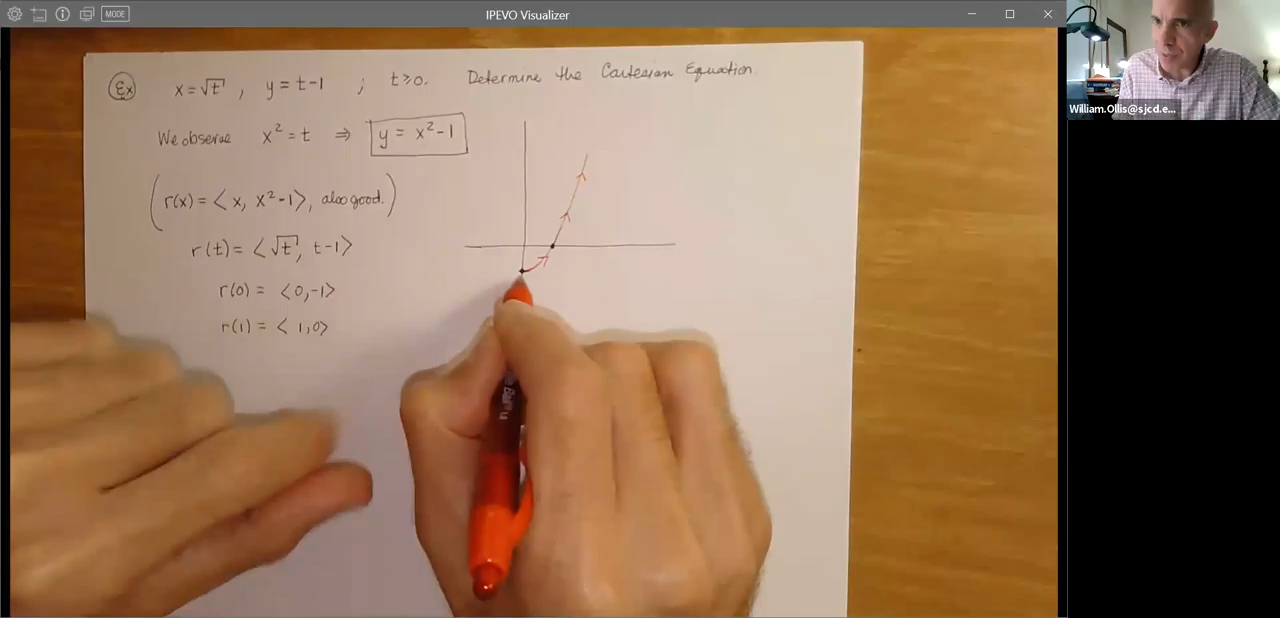 IPEVO Visualizer
MODE
Ex x = √t , y = t-1 ; t≥0. Determine the Cartesian Equation.
We observe x² = t ⇒ y = x²-1
(r(x) = <x, x²-1>, also good.)
r(t) = <√t, t-1>
r(0) = <0,-1>
r(1) = <1,0>
William.Ollis@sjcd.e...